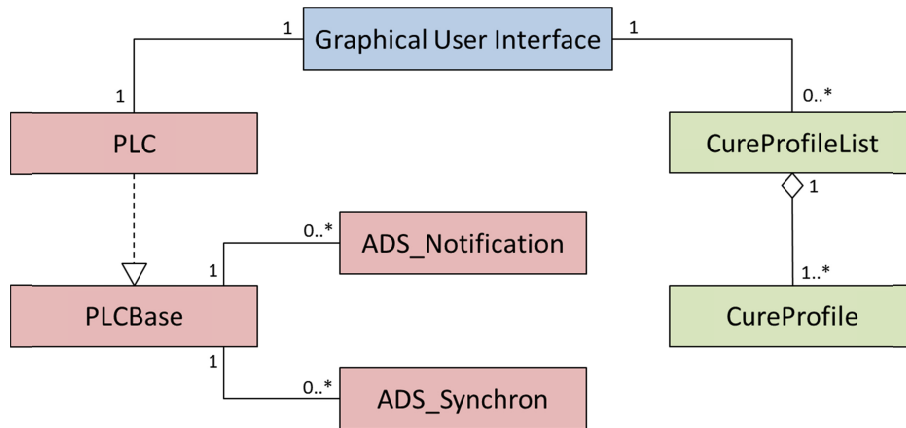 1
Graphical User Interface
1
1
0..*
PLC
CureProfileList
1
0..*
ADS_Notification
1
1..*
PLCBase
CureProfile
1
0..*
ADS_Synchron